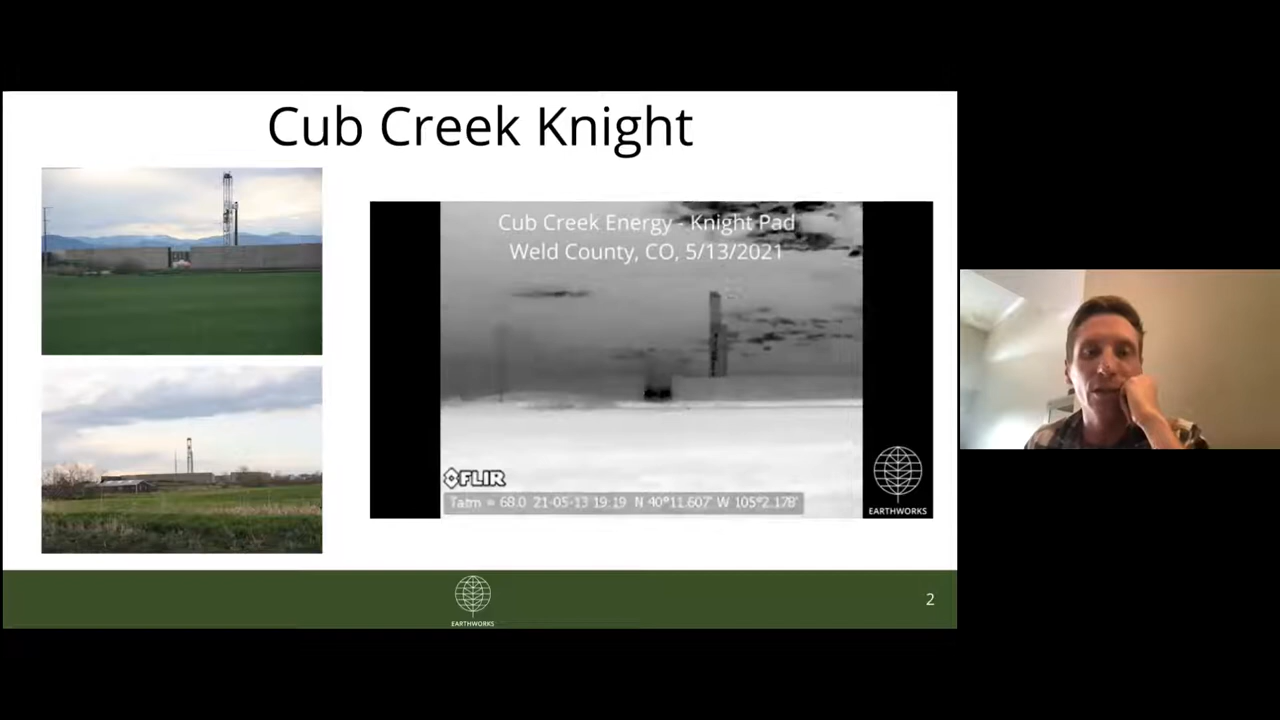 Cub Creek Knight
Cub Creek Energy - Knight Pad
Weld County, CO, 5/13/2021
FLIR
Tatm = 68.0 21-05-13 19:19 N 40°11.607' W 105°2.178'
EARTHWORKS
EARTHWORKS
2